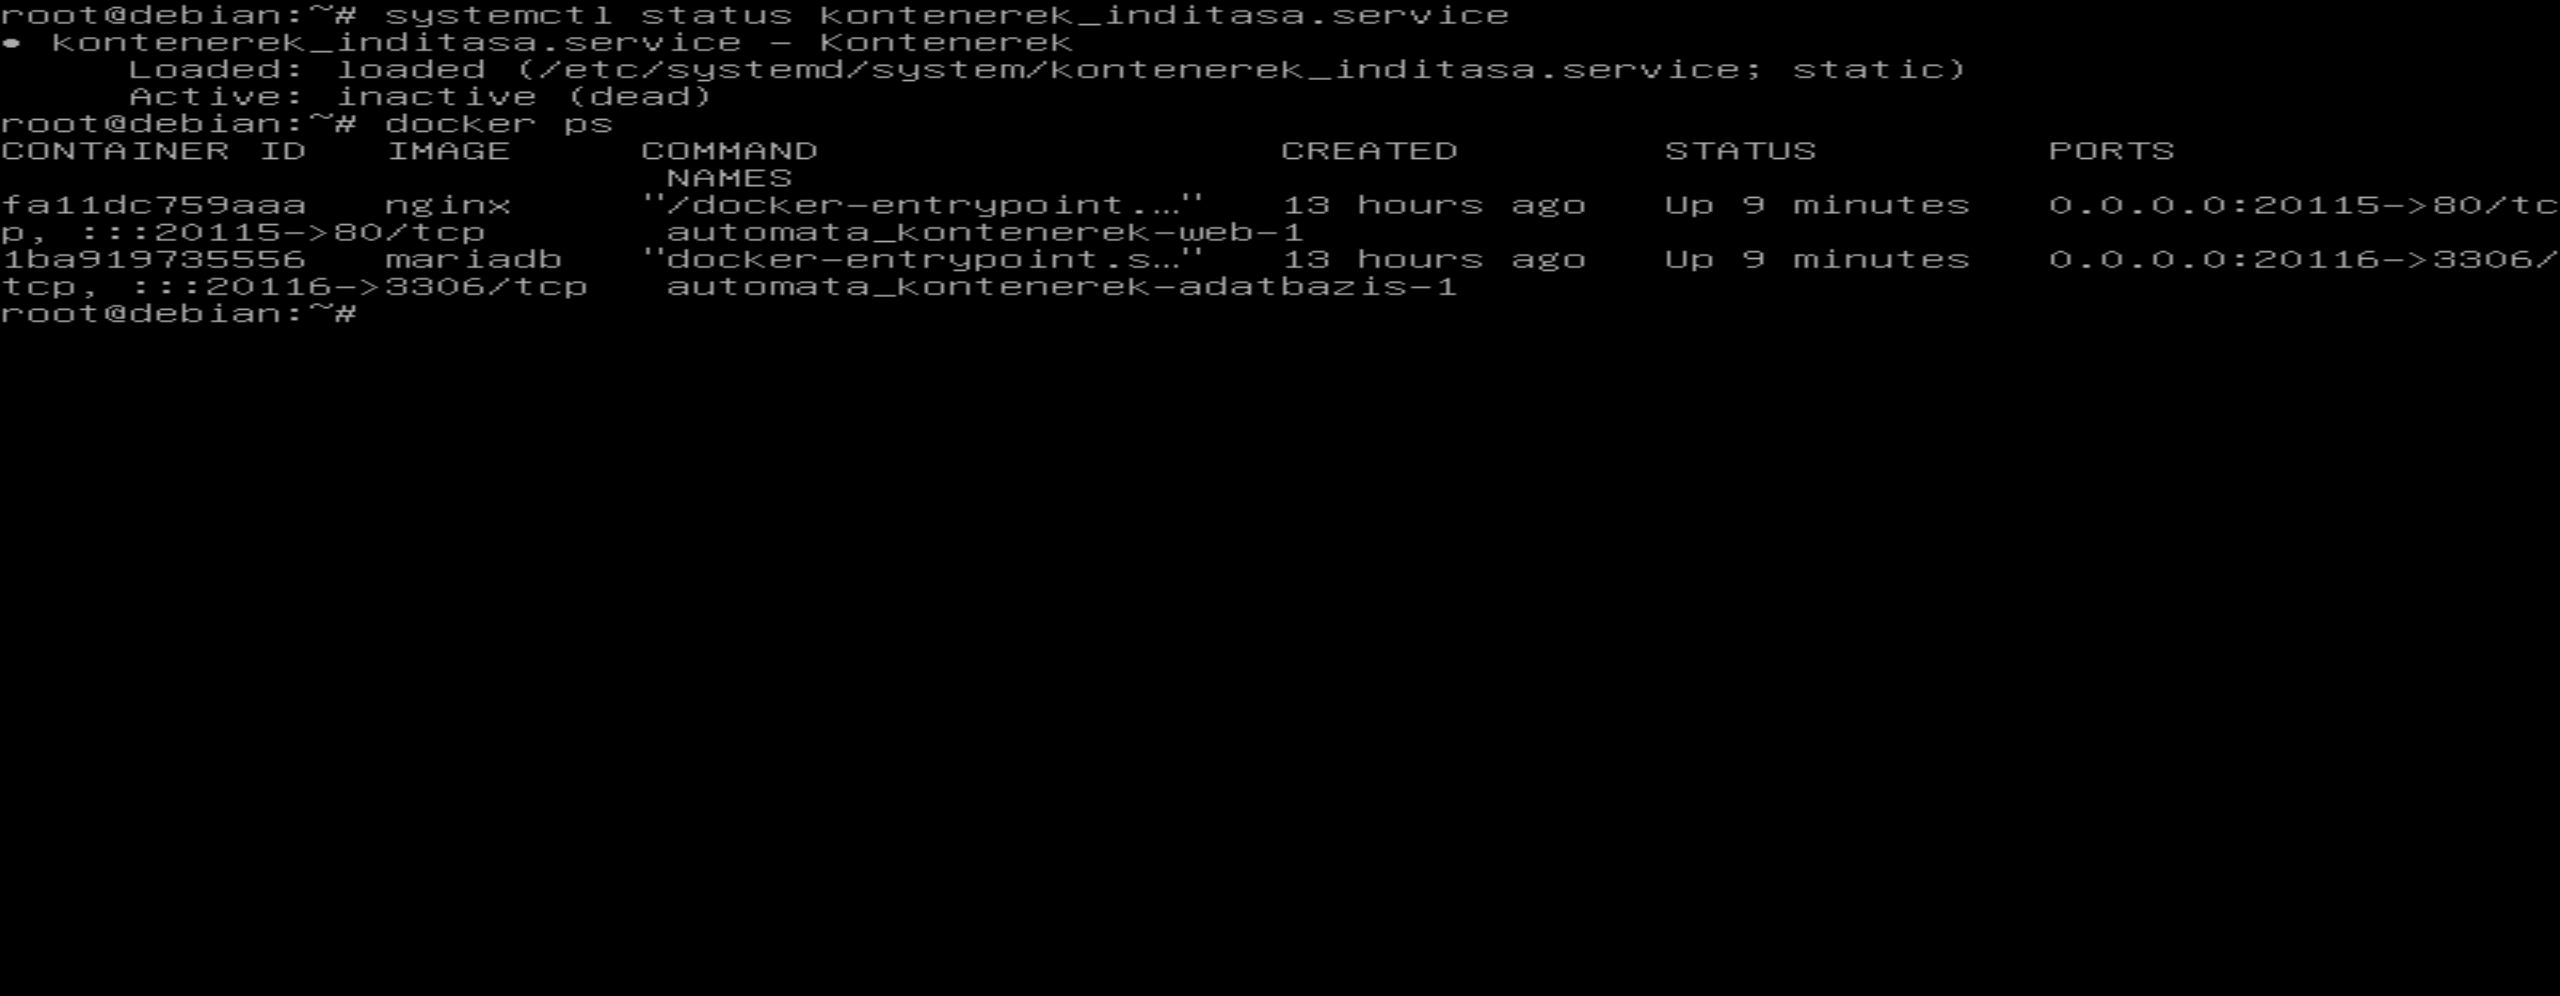 root@debian:~# systemctl status kontenerek_inditasa.service
• kontenerek_inditasa.service – Kontenerek
     Loaded: loaded (/etc/systemd/system/kontenerek_inditasa.service; static)
     Active: inactive (dead)
root@debian:~# docker ps
CONTAINER ID   IMAGE     COMMAND                  CREATED        STATUS         PORTS
                          NAMES
fa11dc759aaa   nginx     "/docker-entrypoint.…"   13 hours ago   Up 9 minutes   0.0.0.0:20115->80/tc
p, :::20115->80/tcp       automata_kontenerek-web-1
1ba919735556   mariadb   "docker-entrypoint.s…"   13 hours ago   Up 9 minutes   0.0.0.0:20116->3306/
tcp, :::20116->3306/tcp   automata_kontenerek-adatbazis-1
root@debian:~#